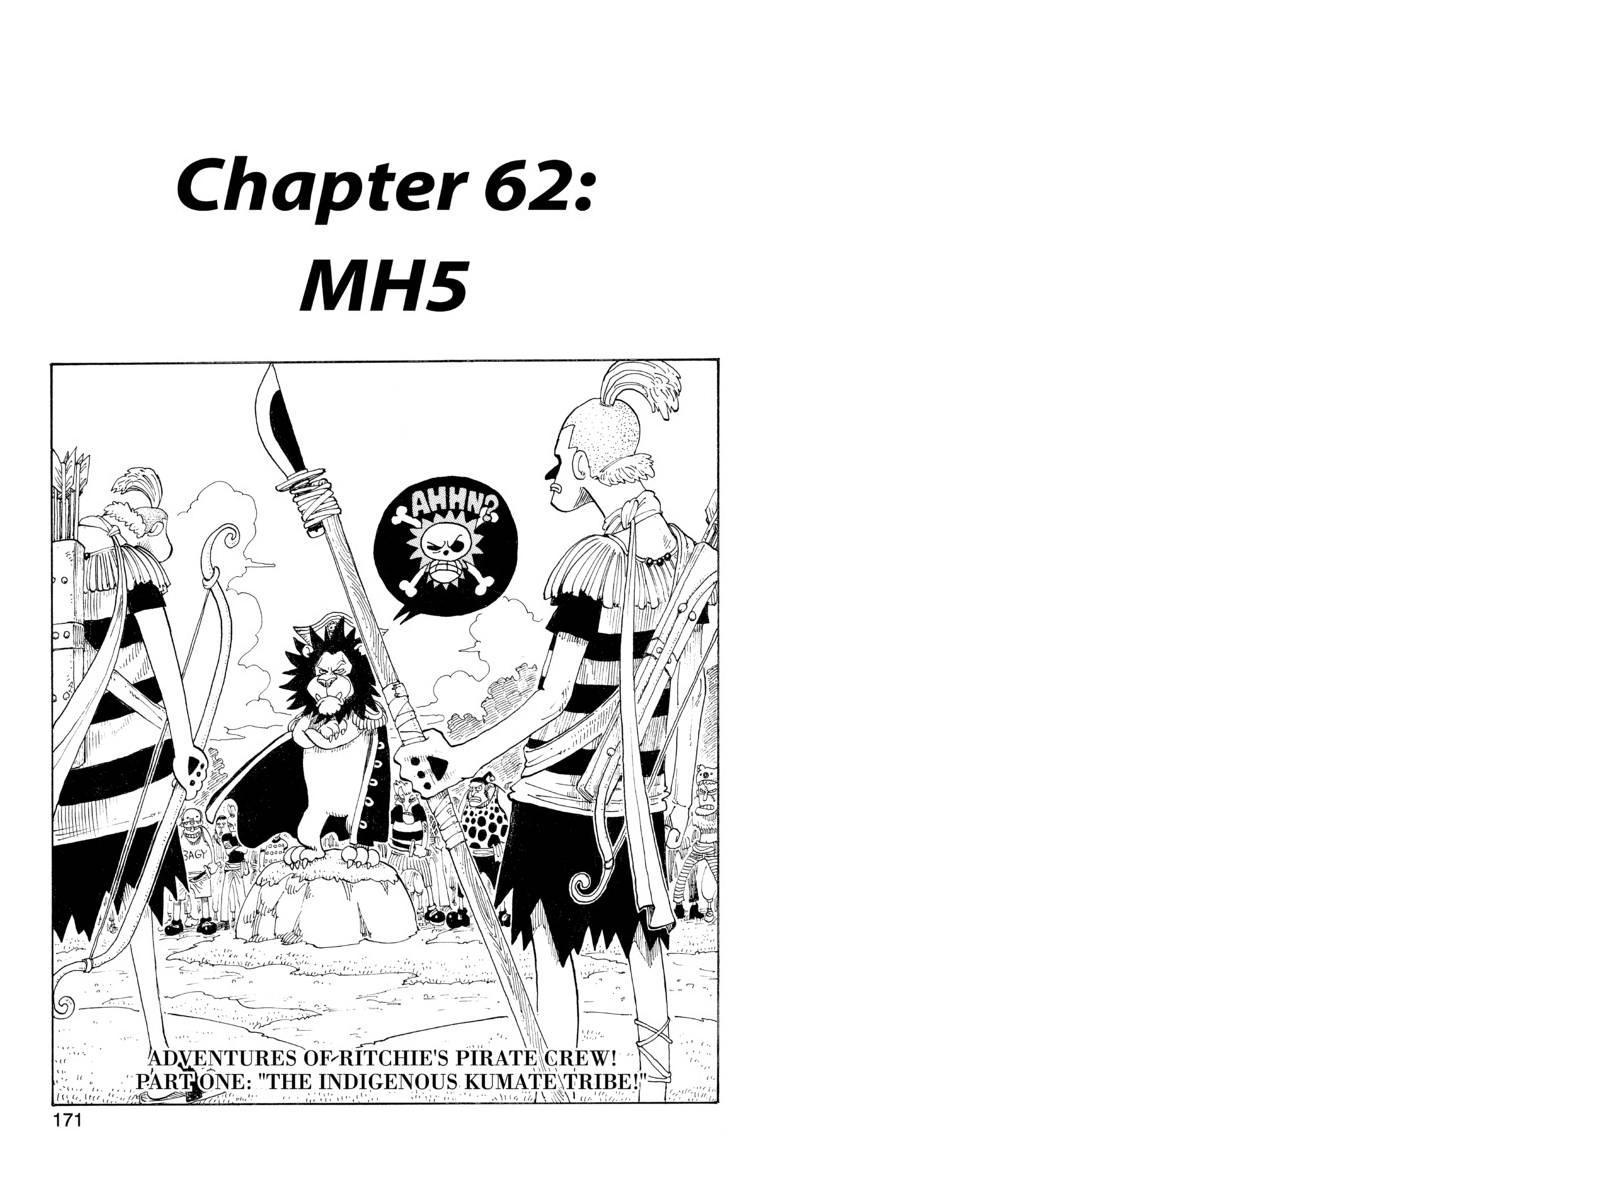 Chapter 62:
MH5
AHHN?
BAGY
ADVENTURES OF RITCHIE'S PIRATE CREW!
PART ONE: "THE INDIGENOUS KUMATE TRIBE!"
171